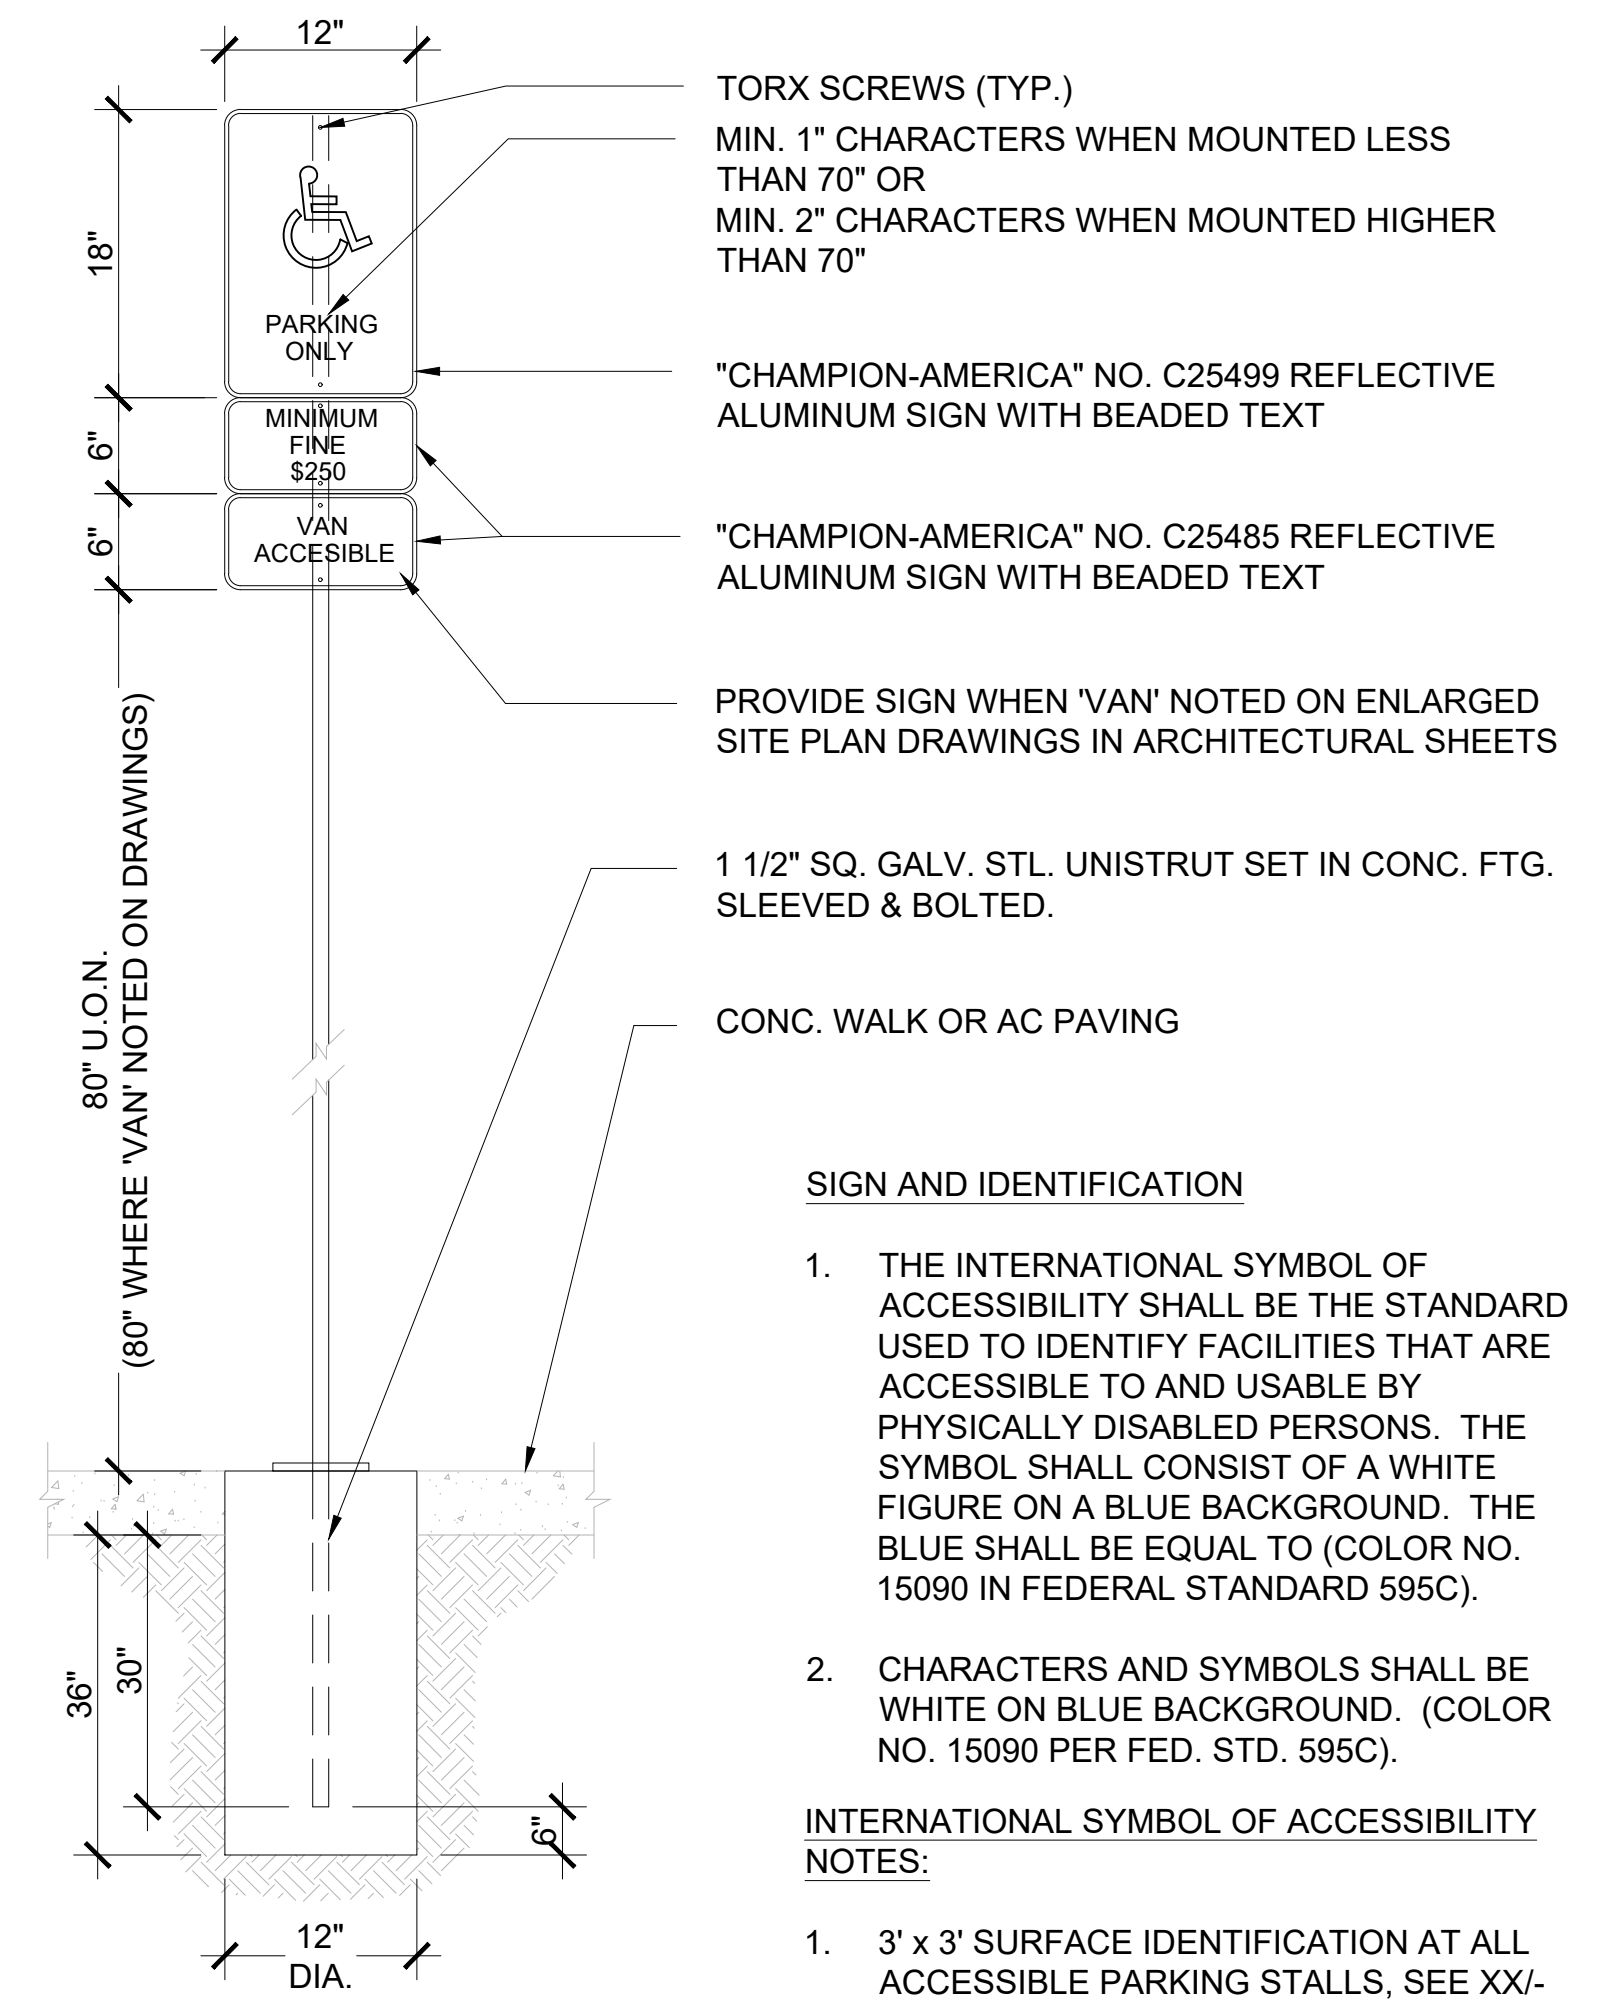 12"
TORX SCREWS (TYP.)
MIN. 1" CHARACTERS WHEN MOUNTED LESS
THAN 70" OR
MIN. 2" CHARACTERS WHEN MOUNTED HIGHER
THAN 70"
18"
PARKING
ONLY
"CHAMPION-AMERICA" NO. C25499 REFLECTIVE
ALUMINUM SIGN WITH BEADED TEXT
6"
MINIMUM
FINE
$250
6"
VAN
ACCESIBLE
"CHAMPION-AMERICA" NO. C25485 REFLECTIVE
ALUMINUM SIGN WITH BEADED TEXT
PROVIDE SIGN WHEN 'VAN' NOTED ON ENLARGED
SITE PLAN DRAWINGS IN ARCHITECTURAL SHEETS
80" U.O.N.
(80" WHERE 'VAN' NOTED ON DRAWINGS)
1 1/2" SQ. GALV. STL. UNISTRUT SET IN CONC. FTG.
SLEEVED & BOLTED.
CONC. WALK OR AC PAVING
36"
30"
6"
12"
DIA.
SIGN AND IDENTIFICATION
1. THE INTERNATIONAL SYMBOL OF
ACCESSIBILITY SHALL BE THE STANDARD
USED TO IDENTIFY FACILITIES THAT ARE
ACCESSIBLE TO AND USABLE BY
PHYSICALLY DISABLED PERSONS. THE
SYMBOL SHALL CONSIST OF A WHITE
FIGURE ON A BLUE BACKGROUND. THE
BLUE SHALL BE EQUAL TO (COLOR NO.
15090 IN FEDERAL STANDARD 595C).
2. CHARACTERS AND SYMBOLS SHALL BE
WHITE ON BLUE BACKGROUND. (COLOR
NO. 15090 PER FED. STD. 595C).
INTERNATIONAL SYMBOL OF ACCESSIBILITY
NOTES:
1. 3' x 3' SURFACE IDENTIFICATION AT ALL
ACCESSIBLE PARKING STALLS, SEE XX/-